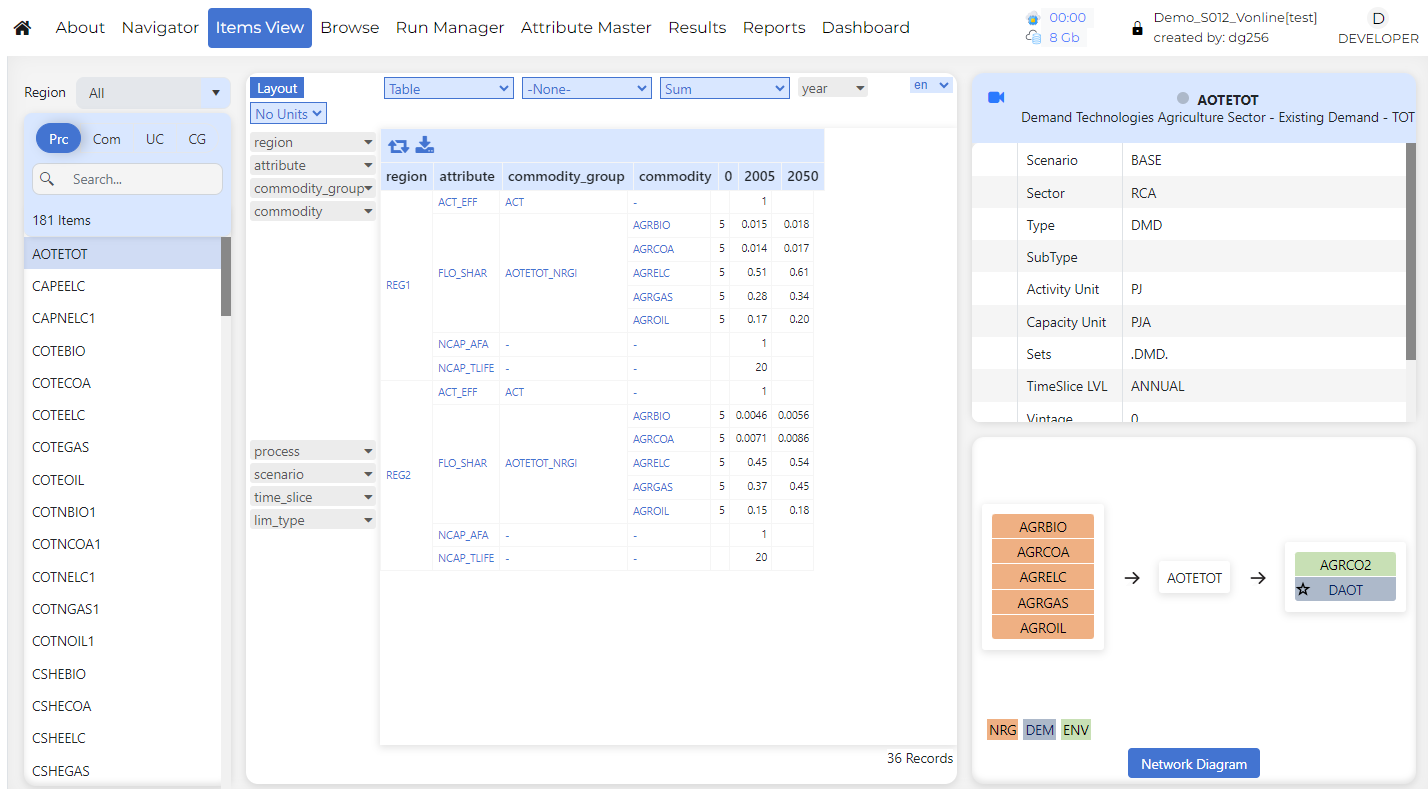 About Navigator Items View Browse Run Manager Attribute Master Results Reports Dashboard
00:00
8 Gb
Demo_S012_Vonline[test]
created by: dg256
D
DEVELOPER
Region All
Prc Com UC CG
Search...
181 Items
AOTETOT
CAPEELC
CAPNELC1
COTEBIO
COTECOA
COTEELC
COTEGAS
COTEOIL
COTNBIO1
COTNCOA1
COTNELC1
COTNGAS1
COTNOIL1
CSHEBIO
CSHECOA
CSHEELC
CSHEGAS
Layout Table -None- Sum year en
No Units
region
attribute
commodity_group
commodity
process
scenario
time_slice
lim_type
region attribute commodity_group commodity 0 2005 2050
REG1
ACT_EFF ACT - 1
FLO_SHAR AOTETOT_NRGI
AGRBIO 5 0.015 0.018
AGRCOA 5 0.014 0.017
AGRELC 5 0.51 0.61
AGRGAS 5 0.28 0.34
AGROIL 5 0.17 0.20
NCAP_AFA - - 1
NCAP_TLIFE - - 20
REG2
ACT_EFF ACT - 1
FLO_SHAR AOTETOT_NRGI
AGRBIO 5 0.0046 0.0056
AGRCOA 5 0.0071 0.0086
AGRELC 5 0.45 0.54
AGRGAS 5 0.37 0.45
AGROIL 5 0.15 0.18
NCAP_AFA - - 1
NCAP_TLIFE - - 20
36 Records
AOTETOT
Demand Technologies Agriculture Sector - Existing Demand - TOT
Scenario BASE
Sector RCA
Type DMD
SubType
Activity Unit PJ
Capacity Unit PJA
Sets .DMD.
TimeSlice LVL ANNUAL
Vintage 0
AGRBIO
AGRCOA
AGRELC
AGRGAS
AGROIL
AOTETOT
AGRCO2
DAOT
NRG DEM ENV
Network Diagram